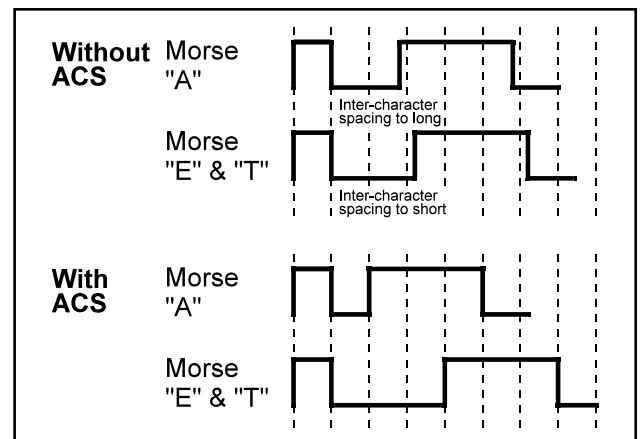 Without Morse
ACS "A"
Inter-character
spacing to long
Morse
"E" & "T"
Inter-character
spacing to short
With Morse
ACS "A"
Morse
"E" & "T"